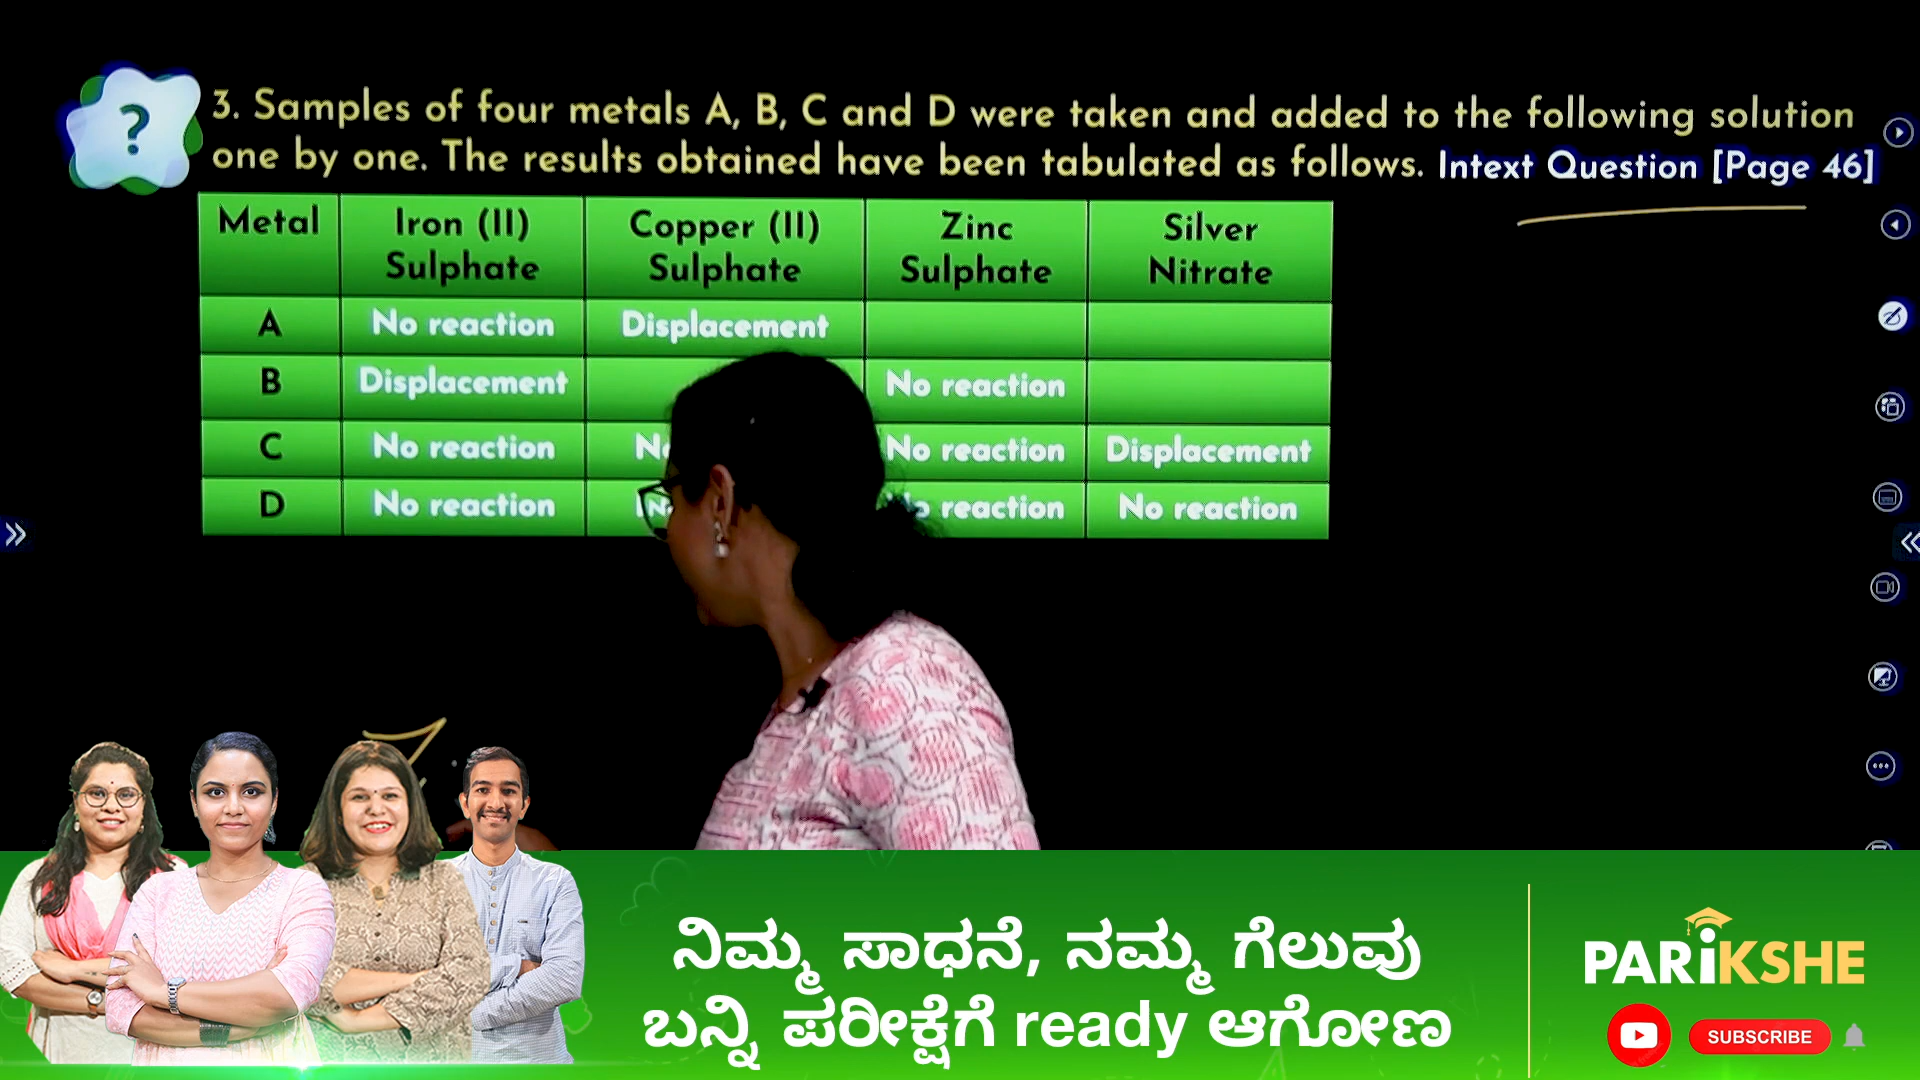 ?
3. Samples of four metals A, B, C and D were taken and added to the following solution
one by one. The results obtained have been tabulated as follows. Intext Question [Page 46]
Metal Iron (II) Sulphate Copper (II) Sulphate Zinc Sulphate Silver Nitrate
A No reaction Displacement
B Displacement No reaction
C No reaction No reaction Displacement
D No reaction reaction No reaction
ನಿಮ್ಮ ಸಾಧನೆ, ನಮ್ಮ ಗೆಲುವು
ಬನ್ನಿ ಪರೀಕ್ಷೆಗೆ ready ಆಗೋಣ
PARiKSHE
SUBSCRIBE